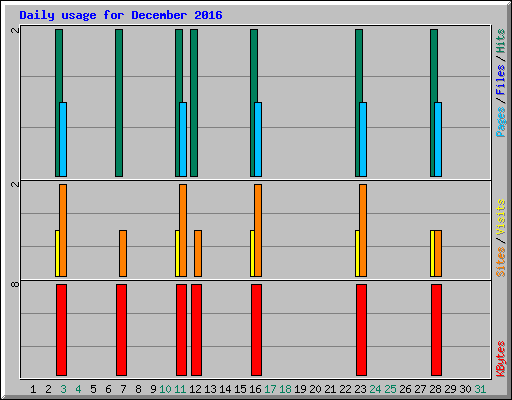 Daily usage for December 2016
2
2
8
Pages / Files / Hits
Sites / Visits
KBytes
1 2 3 4 5 6 7 8 9 10 11 12 13 14 15 16 17 18 19 20 21 22 23 24 25 26 27 28 29 30 31